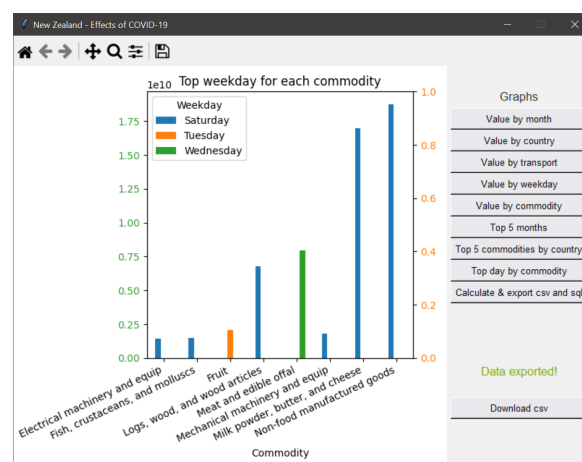 New Zealand - Effects of COVID-19
1e10
Top weekday for each commodity
Weekday
Saturday
Tuesday
Wednesday
1.75
1.50
1.25
1.00
0.75
0.50
0.25
0.00
1.0
0.8
0.6
0.4
0.2
0.0
Electrical machinery and equip
Fish, crustaceans, and molluscs
Fruit
Logs, wood, and wood articles
Meat and edible offal
Mechanical machinery and equip
Milk powder, butter, and cheese
Non-food manufactured goods
Commodity
Graphs
Value by month
Value by country
Value by transport
Value by weekday
Value by commodity
Top 5 months
Top 5 commodities by country
Top day by commodity
Calculate & export csv and sql
Data exported!
Download csv